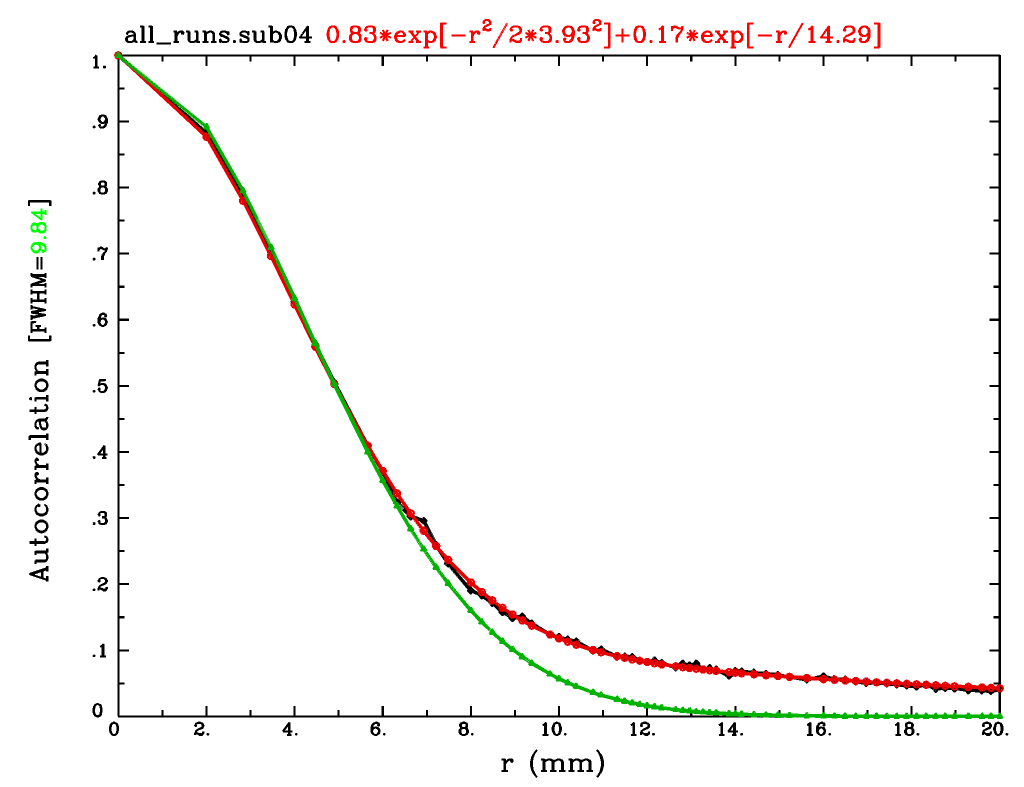 all_runs.sub04 0.83*exp[-r²/2*3.93²]+0.17*exp[-r/14.29]
1.
.9
.8
.7
.6
.5
.4
.3
.2
.1
0
Autocorrelation [FWHM=9.84]
0 2. 4. 6. 8. 10. 12. 14. 16. 18. 20.
r (mm)